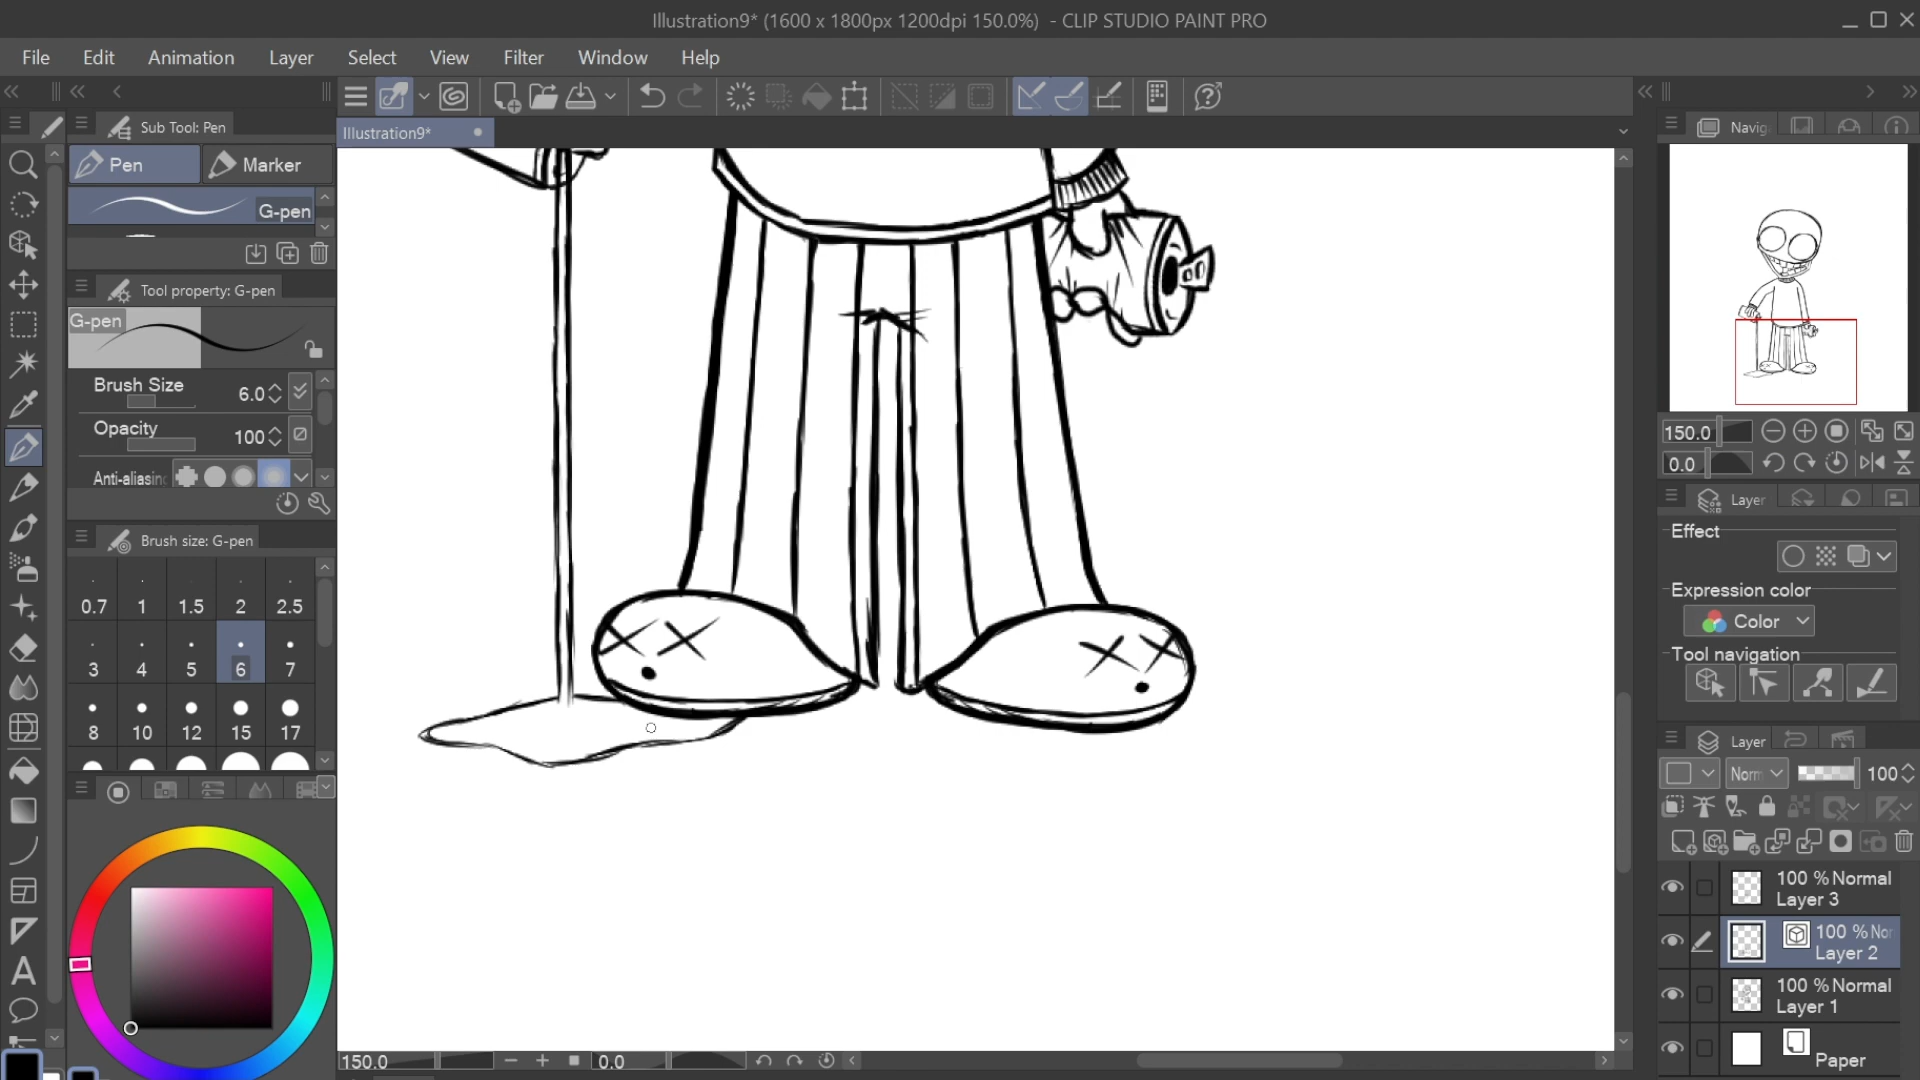 Illustration9* (1600 x 1800px 1200dpi 150.0%) - CLIP STUDIO PAINT PRO
File Edit Animation Layer Select View Filter Window Help
Sub Tool: Pen
Illustration9*
Navig
Pen Marker
G-pen
Tool property: G-pen
G-pen
Brush Size 6.0
Opacity 100
Anti-aliasing
Brush size: G-pen
0.7 1 1.5 2 2.5
3 4 5 6 7
8 10 12 15 17
150.0
0.0
Layer
Effect
Expression color
Color
Tool navigation
Layer
Norm 100
100 % Normal
Layer 3
100 % Nor
Layer 2
100 % Normal
Layer 1
Paper
150.0 0.0